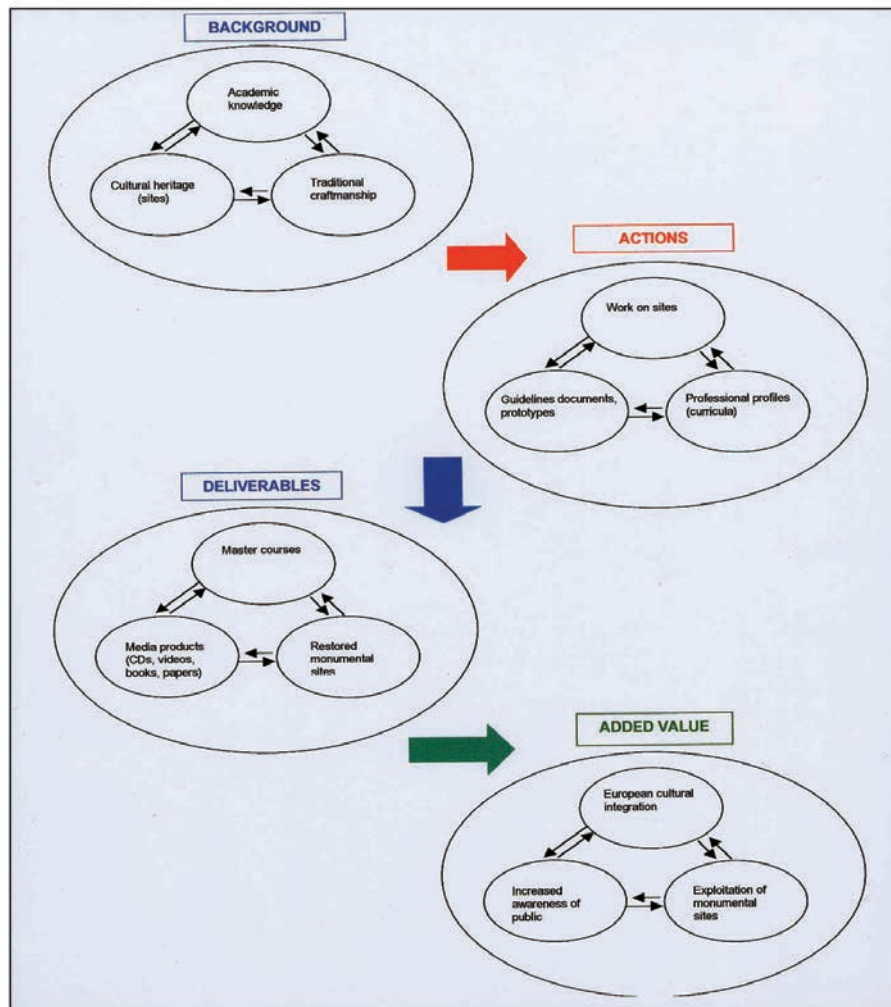 BACKGROUND
Academic
knowledge
Cultural heritage
(sites)
Traditional
craftmanship
ACTIONS
Work on sites
Guidelines documents,
prototypes
Professional profiles
(curricula)
DELIVERABLES
Master courses
Media products
(CDs, videos,
books, papers)
Restored
monumental
sites
ADDED VALUE
European cultural
integration
Increased
awareness of
public
Exploitation of
monumental
sites